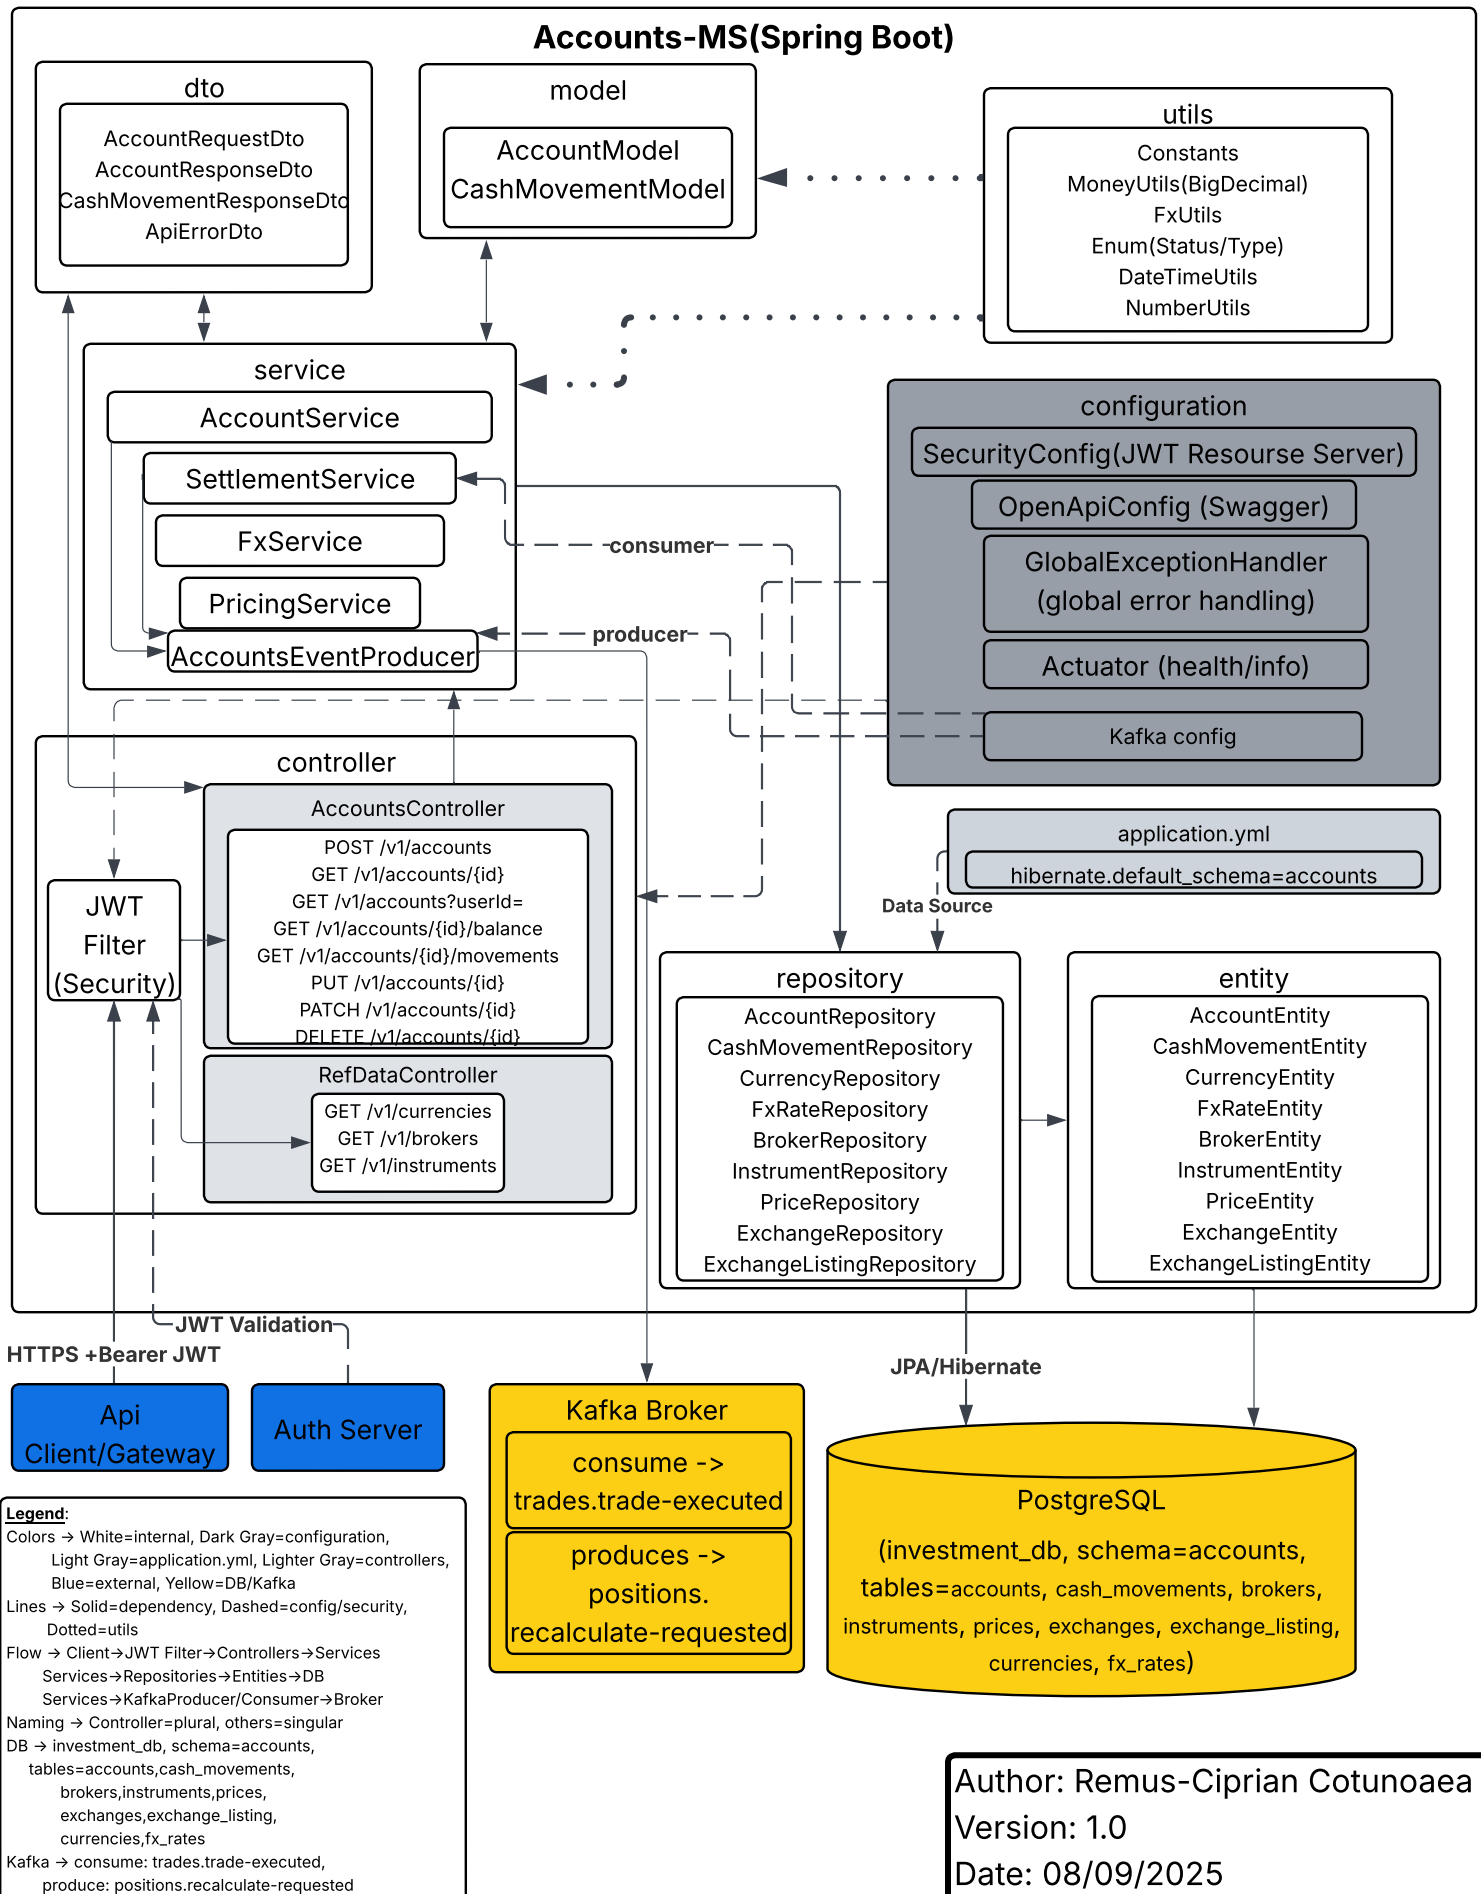 Accounts-MS(Spring Boot)
dto
AccountRequestDto
AccountResponseDto
CashMovementResponseDto
ApiErrorDto
model
AccountModel
CashMovementModel
utils
Constants
MoneyUtils(BigDecimal)
FxUtils
Enum(Status/Type)
DateTimeUtils
NumberUtils
service
AccountService
SettlementService
FxService
PricingService
AccountsEventProducer
consumer
producer
configuration
SecurityConfig(JWT Resourse Server)
OpenApiConfig (Swagger)
GlobalExceptionHandler
(global error handling)
Actuator (health/info)
Kafka config
application.yml
hibernate.default_schema=accounts
Data Source
controller
AccountsController
POST /v1/accounts
GET /v1/accounts/{id}
GET /v1/accounts?userId=
GET /v1/accounts/{id}/balance
GET /v1/accounts/{id}/movements
PUT /v1/accounts/{id}
PATCH /v1/accounts/{id}
DELETE /v1/accounts/{id}
JWT
Filter
(Security)
RefDataController
GET /v1/currencies
GET /v1/brokers
GET /v1/instruments
repository
AccountRepository
CashMovementRepository
CurrencyRepository
FxRateRepository
BrokerRepository
InstrumentRepository
PriceRepository
ExchangeRepository
ExchangeListingRepository
entity
AccountEntity
CashMovementEntity
CurrencyEntity
FxRateEntity
BrokerEntity
InstrumentEntity
PriceEntity
ExchangeEntity
ExchangeListingEntity
JWT Validation
HTTPS +Bearer JWT
JPA/Hibernate
Api
Client/Gateway
Auth Server
Kafka Broker
consume ->
trades.trade-executed
produces ->
positions.
recalculate-requested
PostgreSQL
(investment_db, schema=accounts,
tables=accounts, cash_movements, brokers,
instruments, prices, exchanges, exchange_listing,
currencies, fx_rates)
Legend:
Colors → White=internal, Dark Gray=configuration,
Light Gray=application.yml, Lighter Gray=controllers,
Blue=external, Yellow=DB/Kafka
Lines → Solid=dependency, Dashed=config/security,
Dotted=utils
Flow → Client→JWT Filter→Controllers→Services
Services→Repositories→Entities→DB
Services→KafkaProducer/Consumer→Broker
Naming → Controller=plural, others=singular
DB → investment_db, schema=accounts,
tables=accounts,cash_movements,
brokers,instruments,prices,
exchanges,exchange_listing,
currencies,fx_rates
Kafka → consume: trades.trade-executed,
produce: positions.recalculate-requested
Author: Remus-Ciprian Cotunoaea
Version: 1.0
Date: 08/09/2025